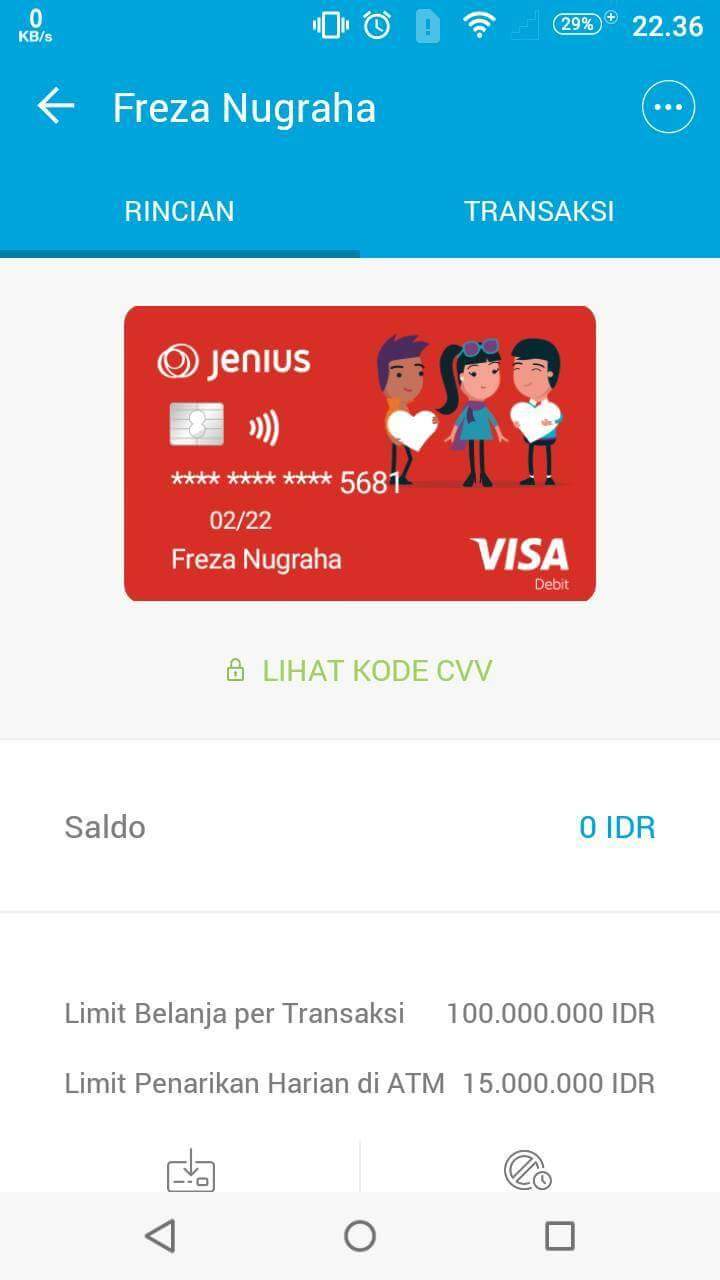 0
KB/s
29%
22.36
Freza Nugraha
RINCIAN
TRANSAKSI
Jenius
**** **** **** 5681
02/22
Freza Nugraha
VISA
Debit
LIHAT KODE CVV
Saldo
0 IDR
Limit Belanja per Transaksi 100.000.000 IDR
Limit Penarikan Harian di ATM 15.000.000 IDR